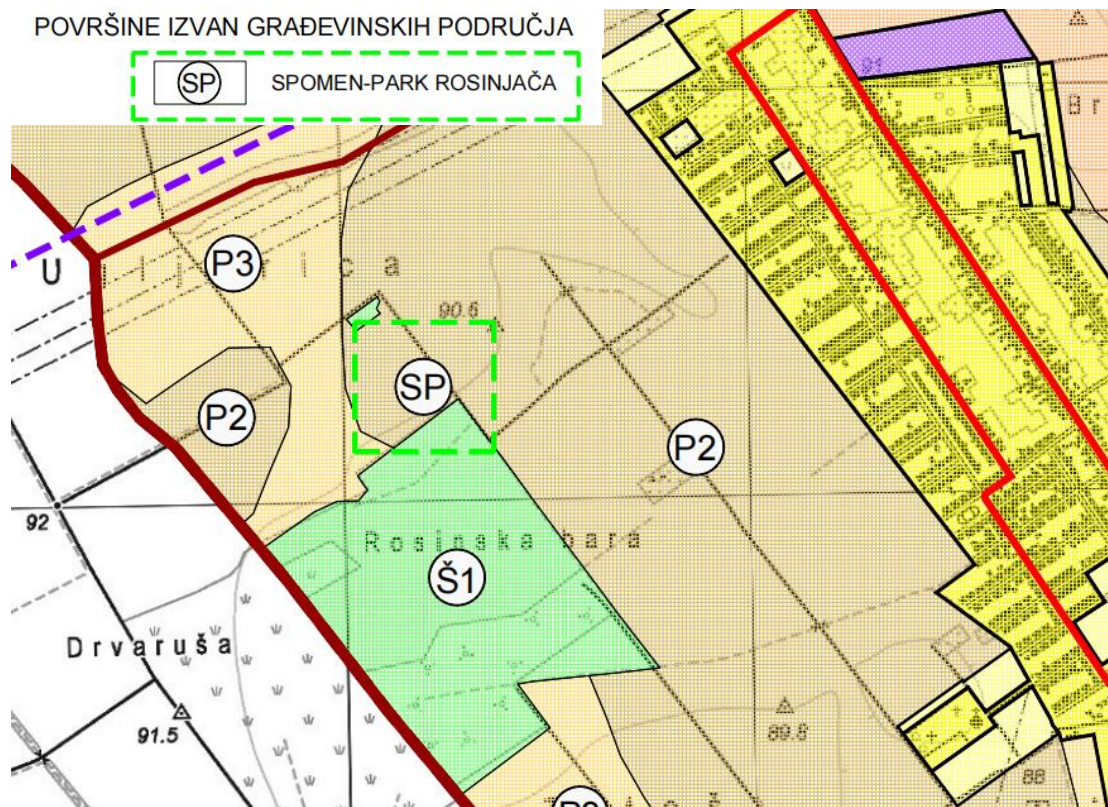 POVRŠINE IZVAN GRAĐEVINSKIH PODRUČJA
SP SPOMEN-PARK ROSINJAČA
91
P3
90.6
SP
P2
P2
92
Rosinska bara
Š1
Drvaruša
91.5
89.8
88